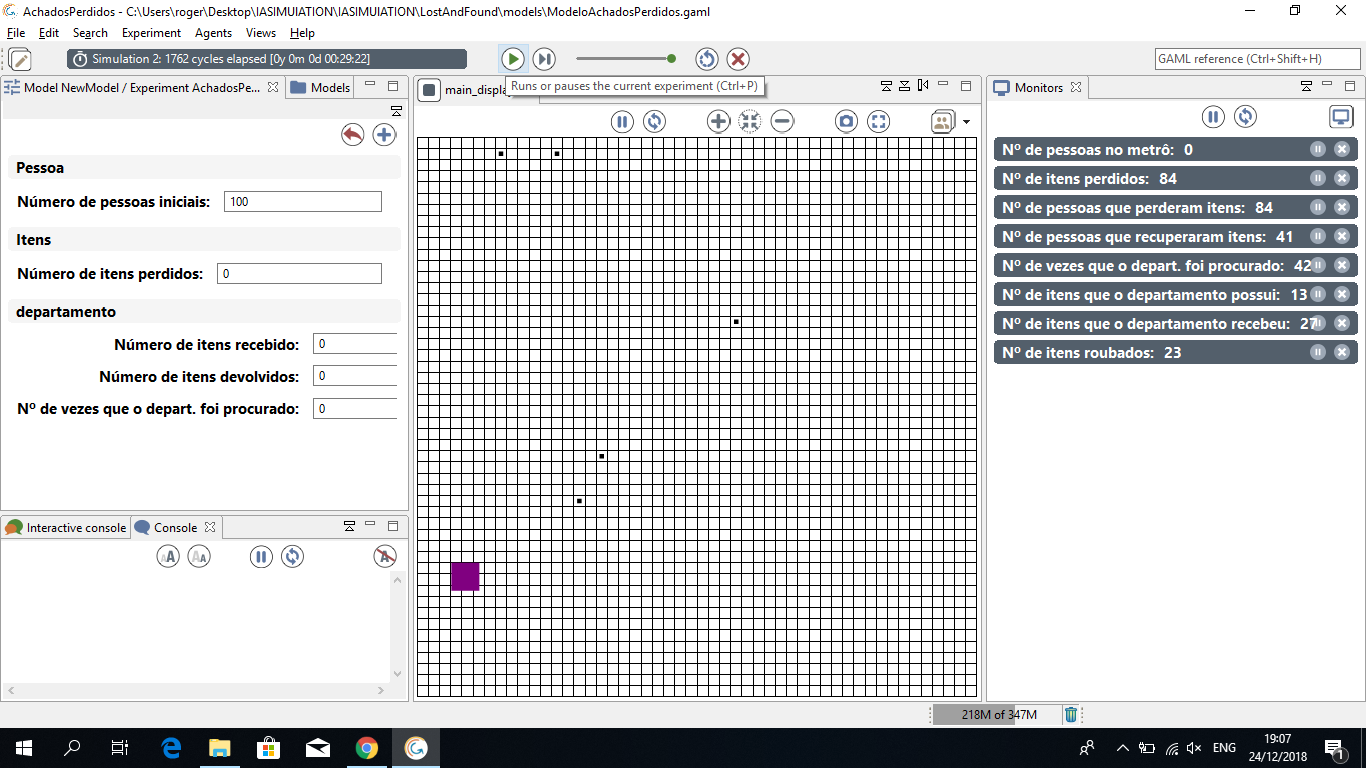 AchadosPerdidos - C:\Users\roger\Desktop\IASIMUlATION\IASIMUlATION\LostAndFound\models\ModeloAchadosPerdidos.gaml
File Edit Search Experiment Agents Views Help
Simulation 2: 1762 cycles elapsed [0y 0m 0d 00:29:22]
GAML reference (Ctrl+Shift+H)
Model NewModel / Experiment AchadosPe...
Models
Pessoa
Número de pessoas iniciais: 100
Itens
Número de itens perdidos: 0
departamento
Número de itens recebido: 0
Número de itens devolvidos: 0
Nº de vezes que o depart. foi procurado: 0
Interactive console
Console
main_displa
Runs or pauses the current experiment (Ctrl+P)
Monitors
Nº de pessoas no metrô: 0
Nº de itens perdidos: 84
Nº de pessoas que perderam itens: 84
Nº de pessoas que recuperaram itens: 41
Nº de vezes que o depart. foi procurado: 42
Nº de itens que o departamento possui: 13
Nº de itens que o departamento recebeu: 27
Nº de itens roubados: 23
218M of 347M
ENG
19:07
24/12/2018
1